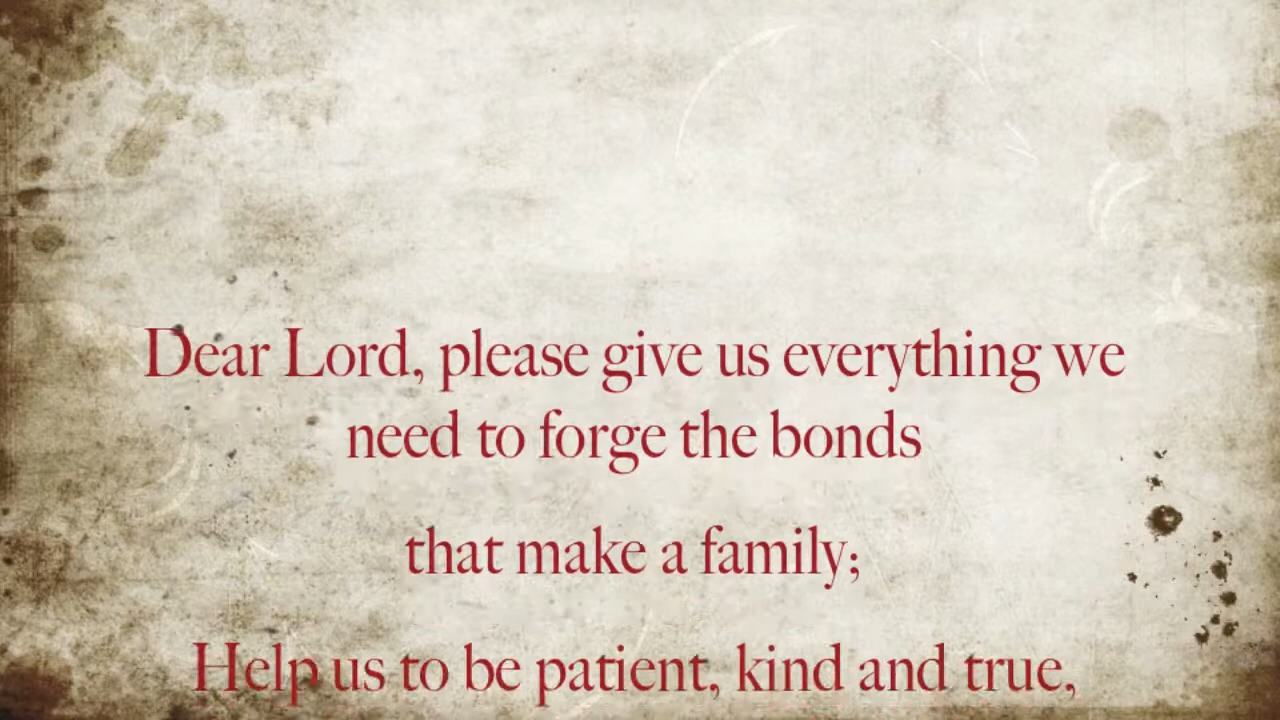 Dear Lord, please give us everything we
need to forge the bonds
that make a family;
Help us to be patient, kind and true,